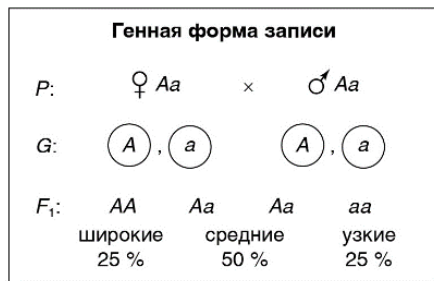 Генная форма записи
P: ♀ Aa × ♂ Aa
G: A , a A , a
F₁: AA Aa Aa aa
широкие средние узкие
25 % 50 % 25 %